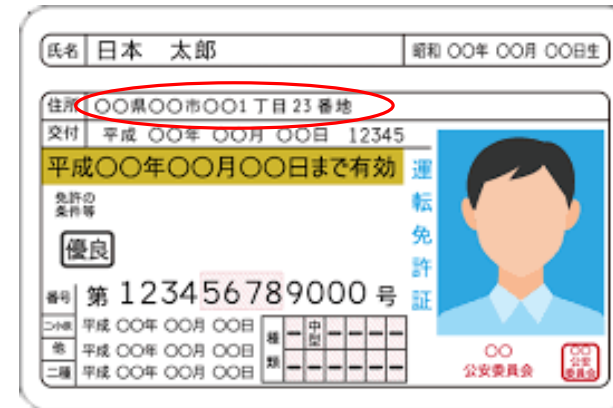 氏名 日本 太郎 昭和 〇〇年 〇〇月 〇〇日生
住所 〇〇県〇〇市〇〇1丁目23番地
交付 平成 〇〇年 〇〇月 〇〇日 12345
平成〇〇年〇〇月〇〇日まで有効
免許の
条件等
優良
運転免許証
番号 第 123456789000 号
二小原 平成 〇〇年 〇〇月 〇〇日
他 平成 〇〇年 〇〇月 〇〇日
二種 平成 〇〇年 〇〇月 〇〇日
種類
中型
〇〇
公安委員会
〇〇
公安
委員会